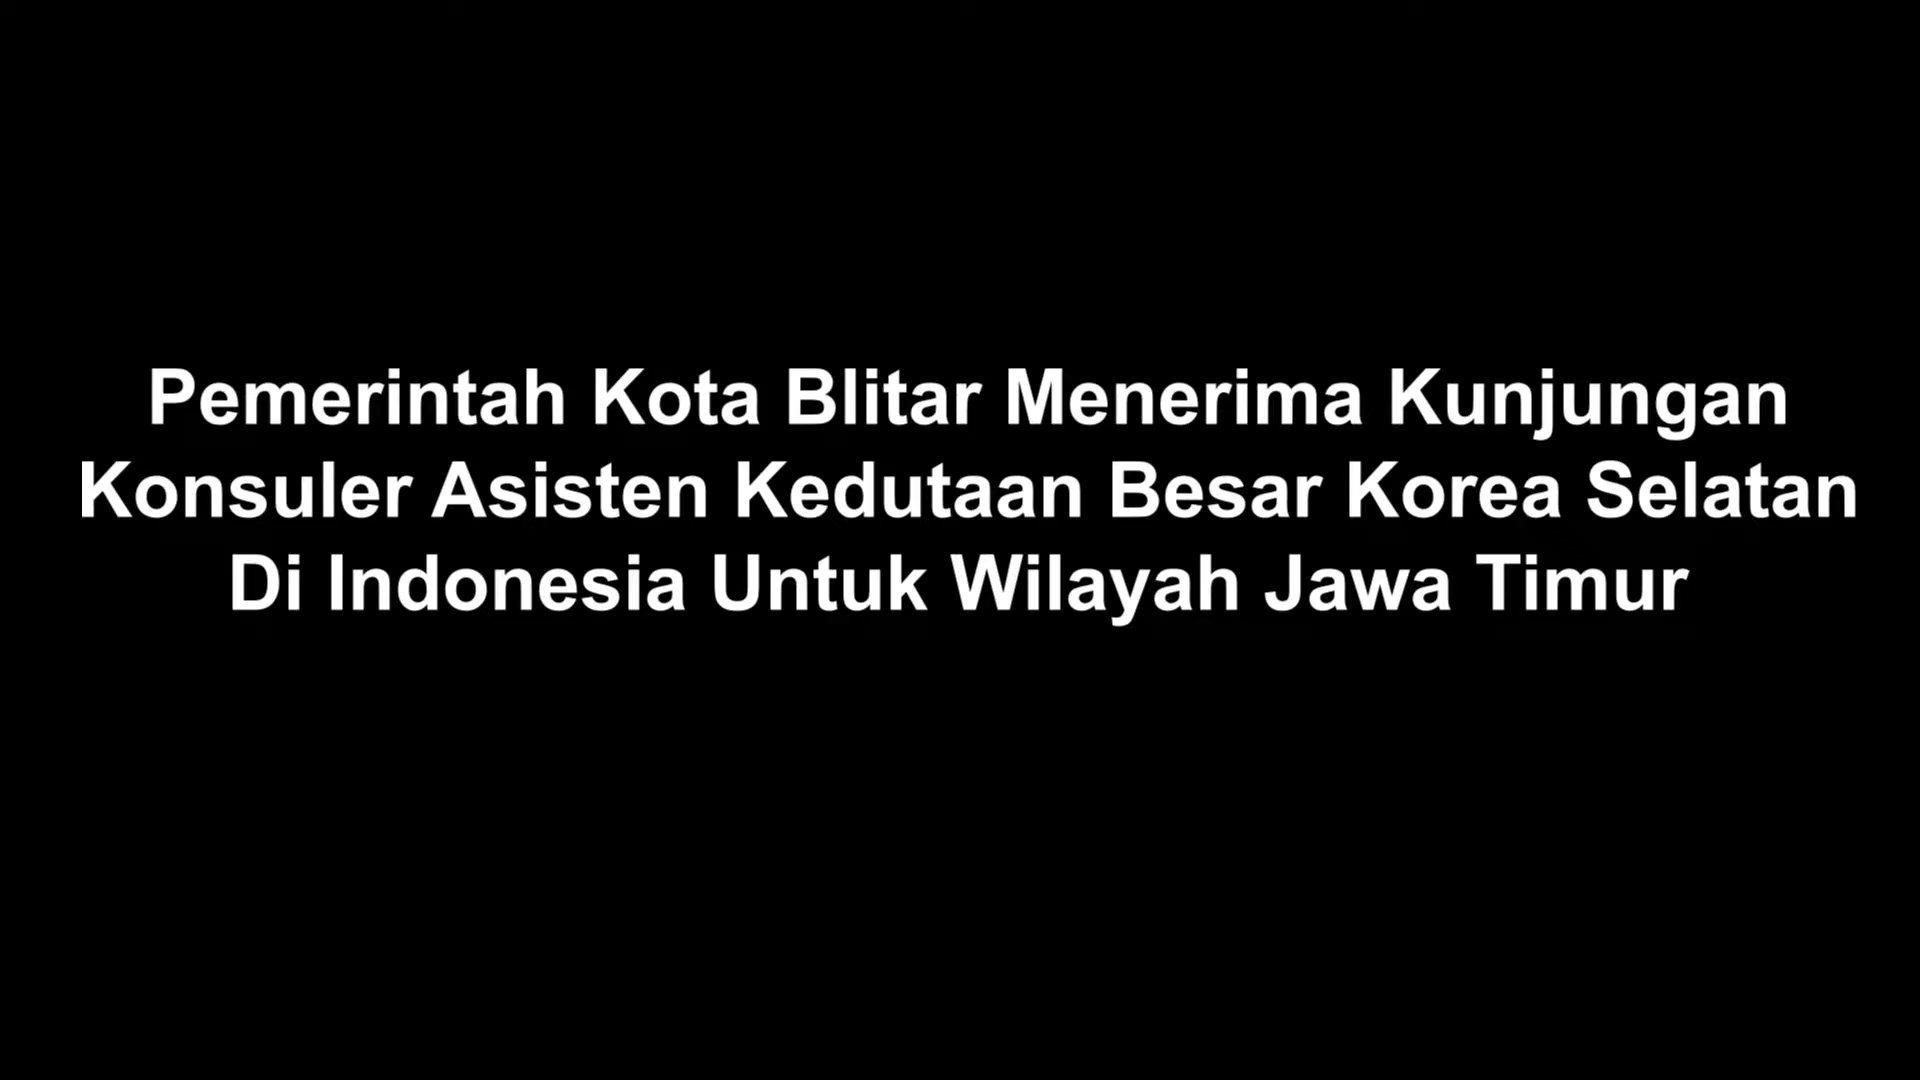 Pemerintah Kota Blitar Menerima Kunjungan
Konsuler Asisten Kedutaan Besar Korea Selatan
Di Indonesia Untuk Wilayah Jawa Timur